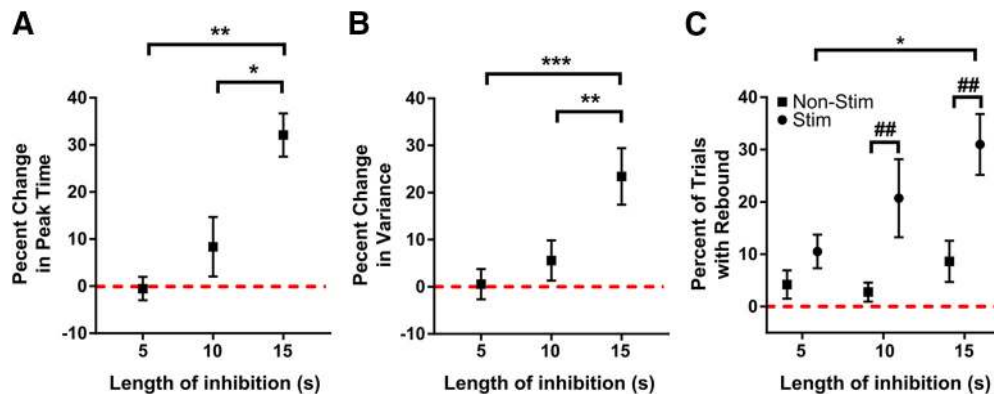 A
**
*
Pecent Change
in Peak Time
40
30
20
10
0
-10
5 10 15
Length of inhibition (s)
B
***
**
Pecent Change
in Variance
40
30
20
10
0
-10
5 10 15
Length of inhibition (s)
C
*
##
##
Non-Stim
Stim
Percent of Trials
with Rebound
40
30
20
10
0
5 10 15
Length of inhibition (s)